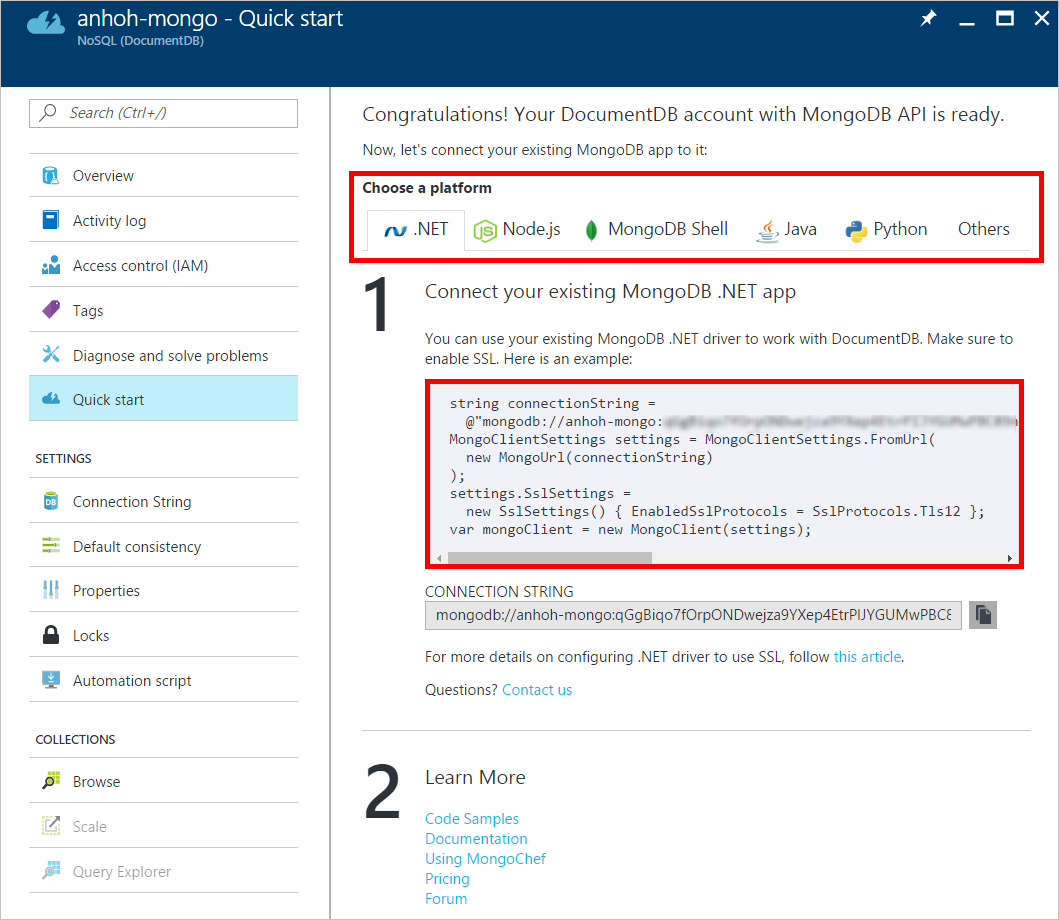 anhoh-mongo - Quick start
NoSQL (DocumentDB)
Search (Ctrl+/)
Overview
Activity log
Access control (IAM)
Tags
Diagnose and solve problems
Quick start
SETTINGS
Connection String
Default consistency
Properties
Locks
Automation script
COLLECTIONS
Browse
Scale
Query Explorer
Congratulations! Your DocumentDB account with MongoDB API is ready.
Now, let's connect your existing MongoDB app to it:
Choose a platform
.NET Node.js MongoDB Shell Java Python Others
1
Connect your existing MongoDB .NET app
You can use your existing MongoDB .NET driver to work with DocumentDB. Make sure to
enable SSL. Here is an example:
string connectionString =
@"mongodb://anhoh-mongo:
MongoClientSettings settings = MongoClientSettings.FromUrl(
new MongoUrl(connectionString)
);
settings.SslSettings =
new SslSettings() { EnabledSslProtocols = SslProtocols.Tls12 };
var mongoClient = new MongoClient(settings);
CONNECTION STRING
mongodb://anhoh-mongo:qGgBiqo7fOrpONDwejza9YXep4EtrPIJYGUMwPBC8
For more details on configuring .NET driver to use SSL, follow this article.
Questions? Contact us
2
Learn More
Code Samples
Documentation
Using MongoChef
Pricing
Forum